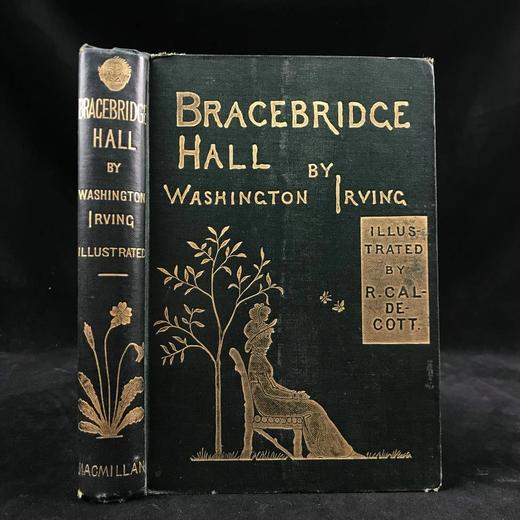 BRACEBRIDGE
HALL
BY
WASHINGTON
IRVING
ILLUSTRATED
MACMILLAN
BRACEBRIDGE
HALL BY
WASHINGTON IRVING
ILLUS-
TRATED
BY
R. CAL-
DE-
COTT.